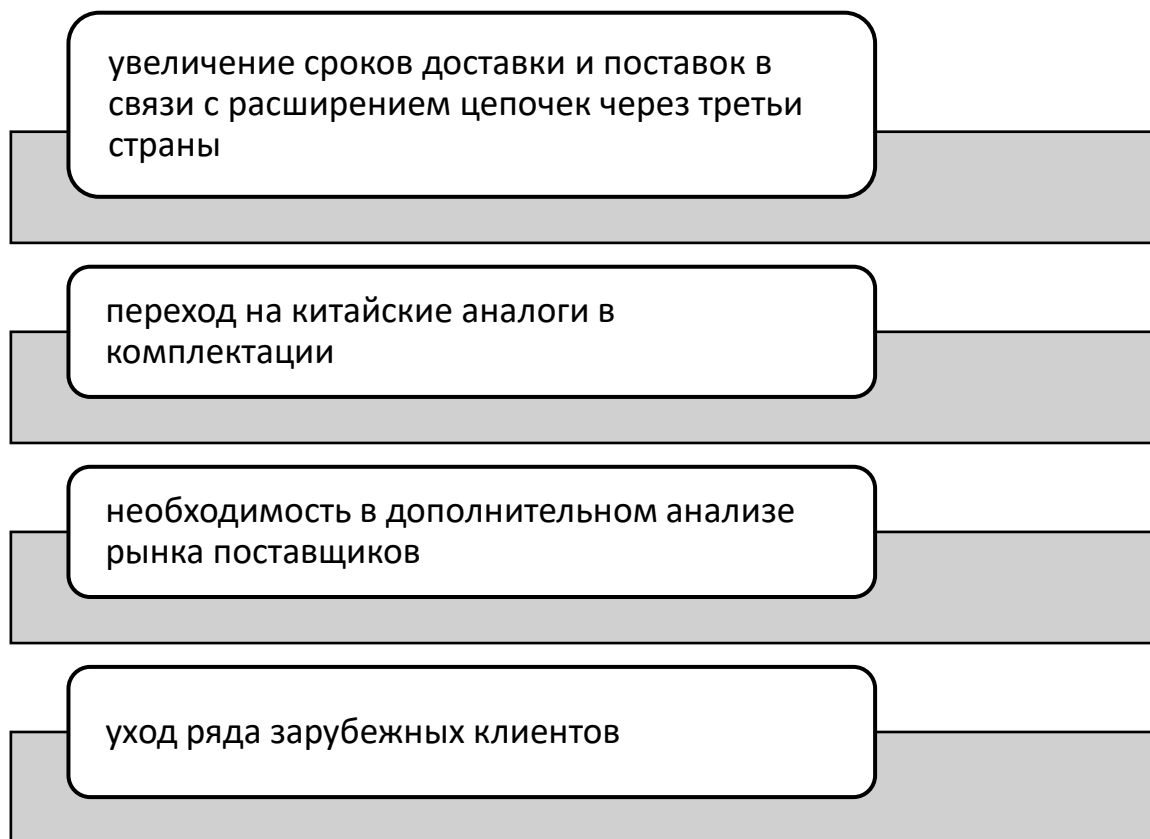 увеличение сроков доставки и поставок в
связи с расширением цепочек через третьи
страны
переход на китайские аналоги в
комплектации
необходимость в дополнительном анализе
рынка поставщиков
уход ряда зарубежных клиентов